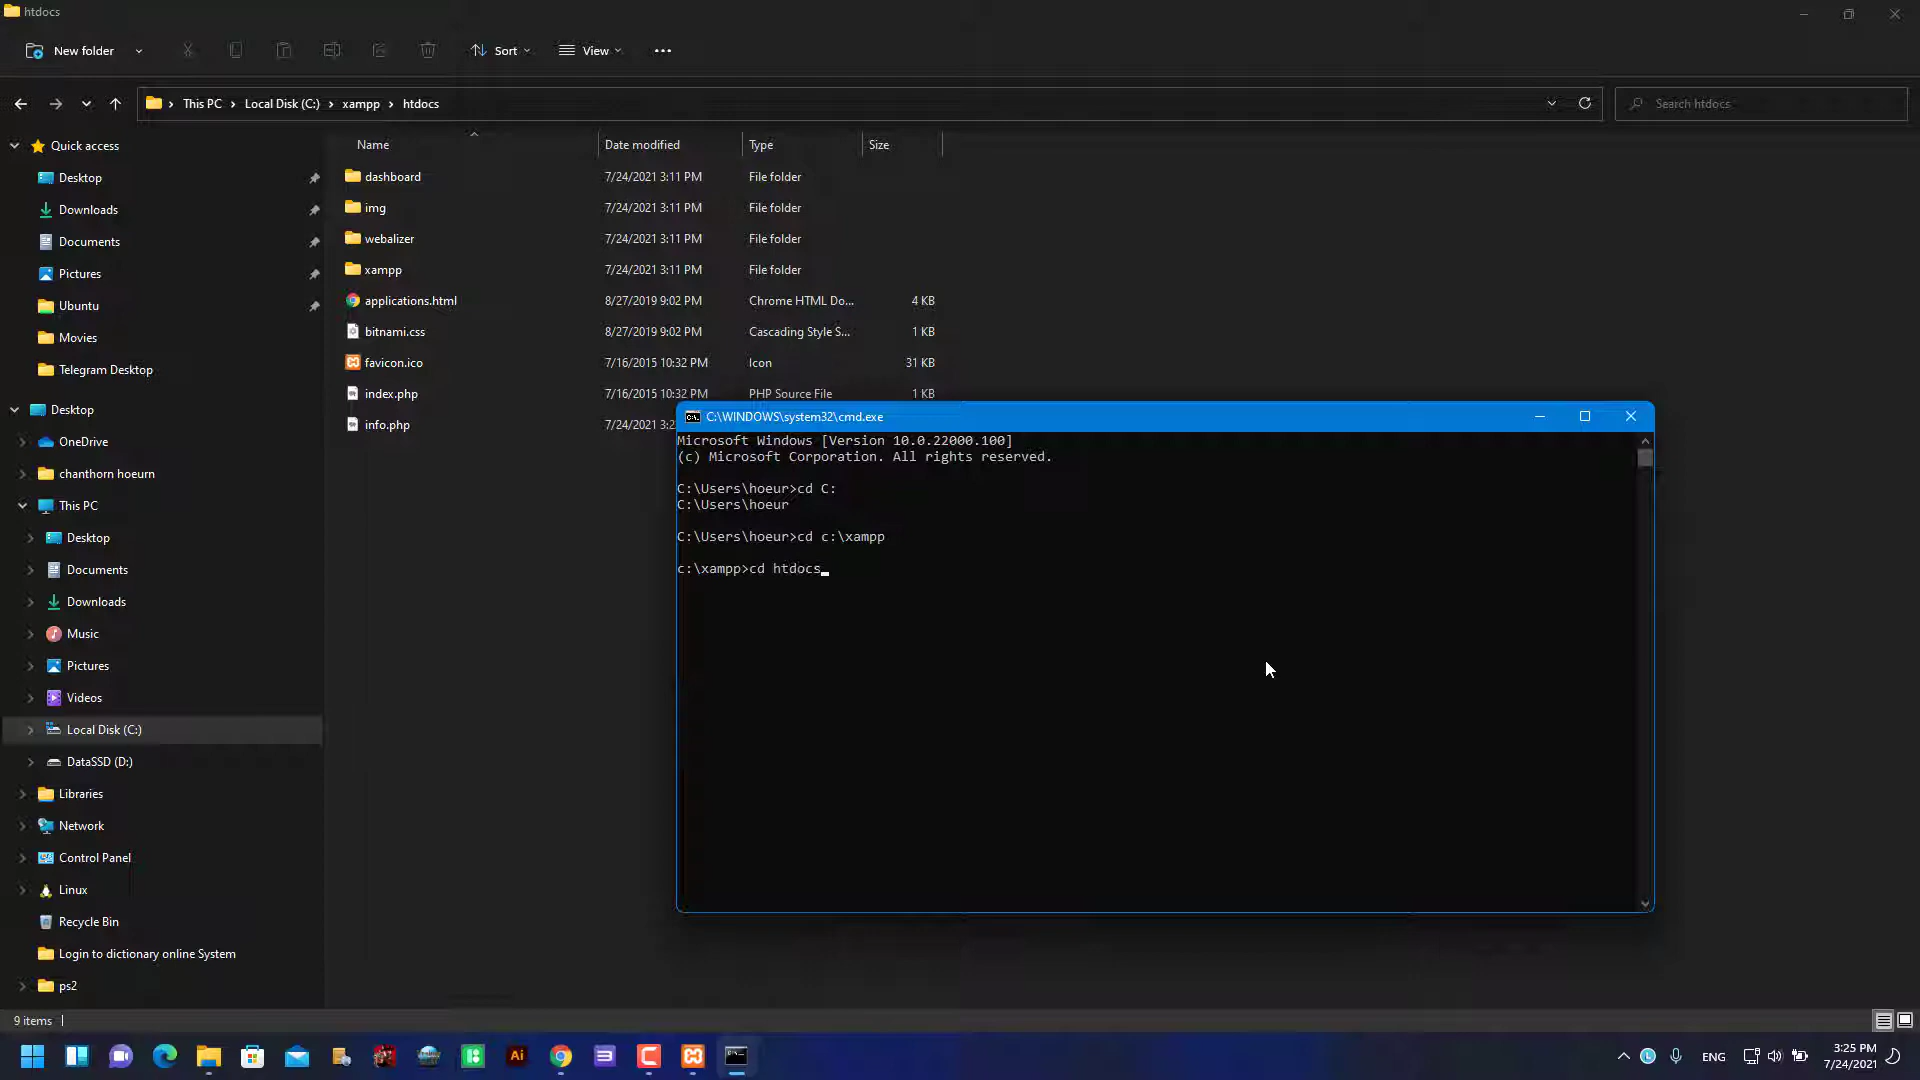 htdocs
New folder
Sort
View
This PC
Local Disk (C:)
xampp
htdocs
Search htdocs
Name
Date modified
Type
Size
Quick access
Desktop
Downloads
Documents
Pictures
Ubuntu
Movies
Telegram Desktop
Desktop
OneDrive
chanthorn hoeurn
This PC
Desktop
Documents
Downloads
Music
Pictures
Videos
Local Disk (C:)
DataSSD (D:)
Libraries
Network
Control Panel
Linux
Recycle Bin
Login to dictionary online System
ps2
dashboard 7/24/2021 3:11 PM File folder
img 7/24/2021 3:11 PM File folder
webalizer 7/24/2021 3:11 PM File folder
xampp 7/24/2021 3:11 PM File folder
applications.html 8/27/2019 9:02 PM Chrome HTML Do... 4 KB
bitnami.css 8/27/2019 9:02 PM Cascading Style S... 1 KB
favicon.ico 7/16/2015 10:32 PM Icon 31 KB
index.php 7/16/2015 10:32 PM PHP Source File 1 KB
info.php 7/24/2021 3:2
C:\WINDOWS\system32\cmd.exe
Microsoft Windows [Version 10.0.22000.100]
(c) Microsoft Corporation. All rights reserved.
C:\Users\hoeur>cd C:
C:\Users\hoeur
C:\Users\hoeur>cd c:\xampp
c:\xampp>cd htdocs
9 items
Ai
ENG
3:25 PM
7/24/2021